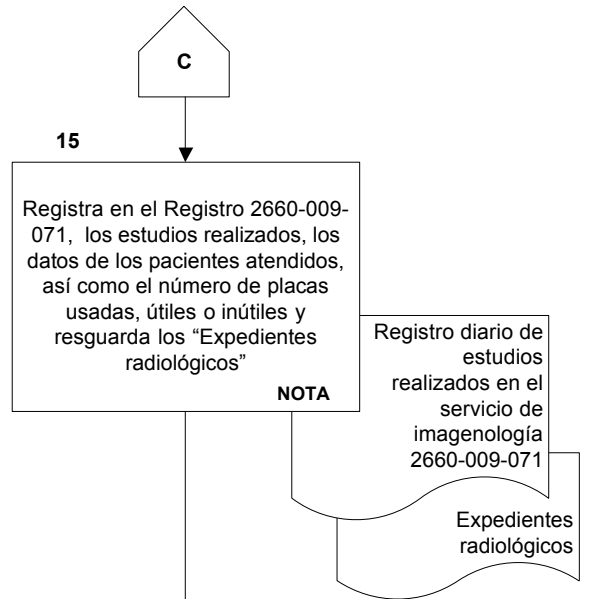 C
15
Registra en el Registro 2660-009-
071, los estudios realizados, los
datos de los pacientes atendidos,
así como el número de placas
usadas, útiles o inútiles y
resguarda los “Expedientes
radiológicos”
NOTA
Registro diario de
estudios
realizados en el
servicio de
imagenología
2660-009-071
Expedientes
radiológicos